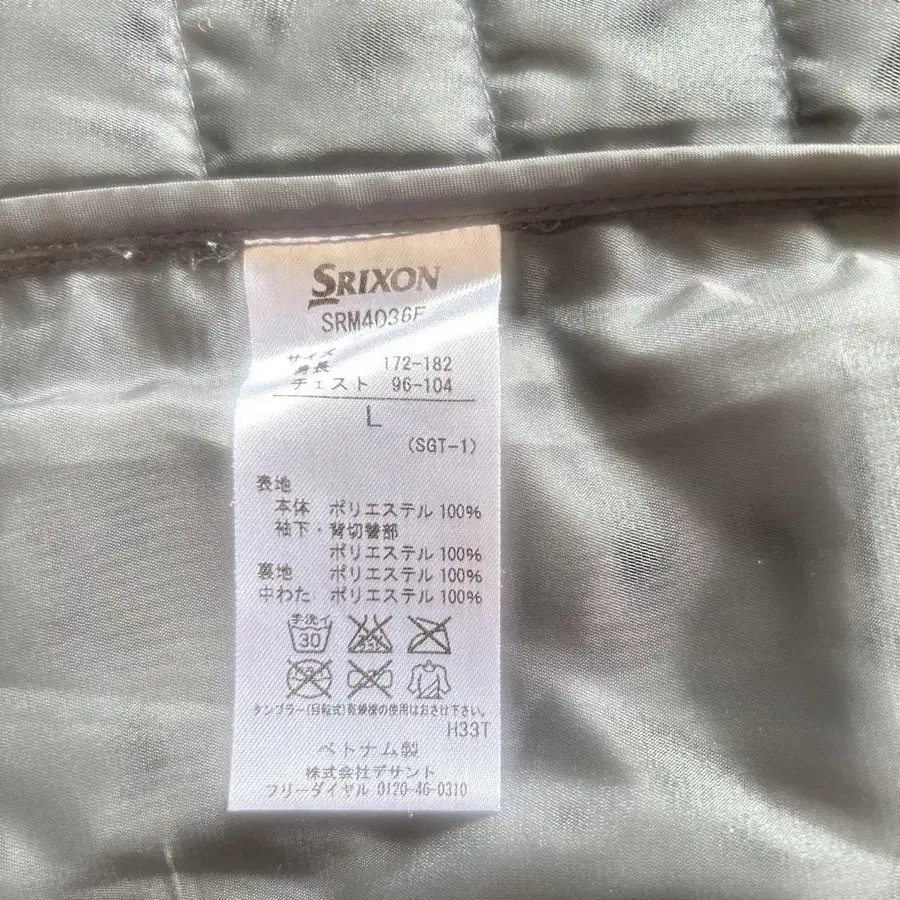 SRIXON
SRM4036F
サイズ
身長 172-182
チェスト 96-104
L
(SGT-1)
表地
本体 ポリエステル 100%
袖下・背切替部
ポリエステル 100%
裏地 ポリエステル 100%
中わた ポリエステル 100%
手洗イ
30
タンブラー(回転式)乾燥機の使用はおさけ下さい。
H33T
ベトナム製
株式会社デサント
フリーダイヤル 0120-46-0310